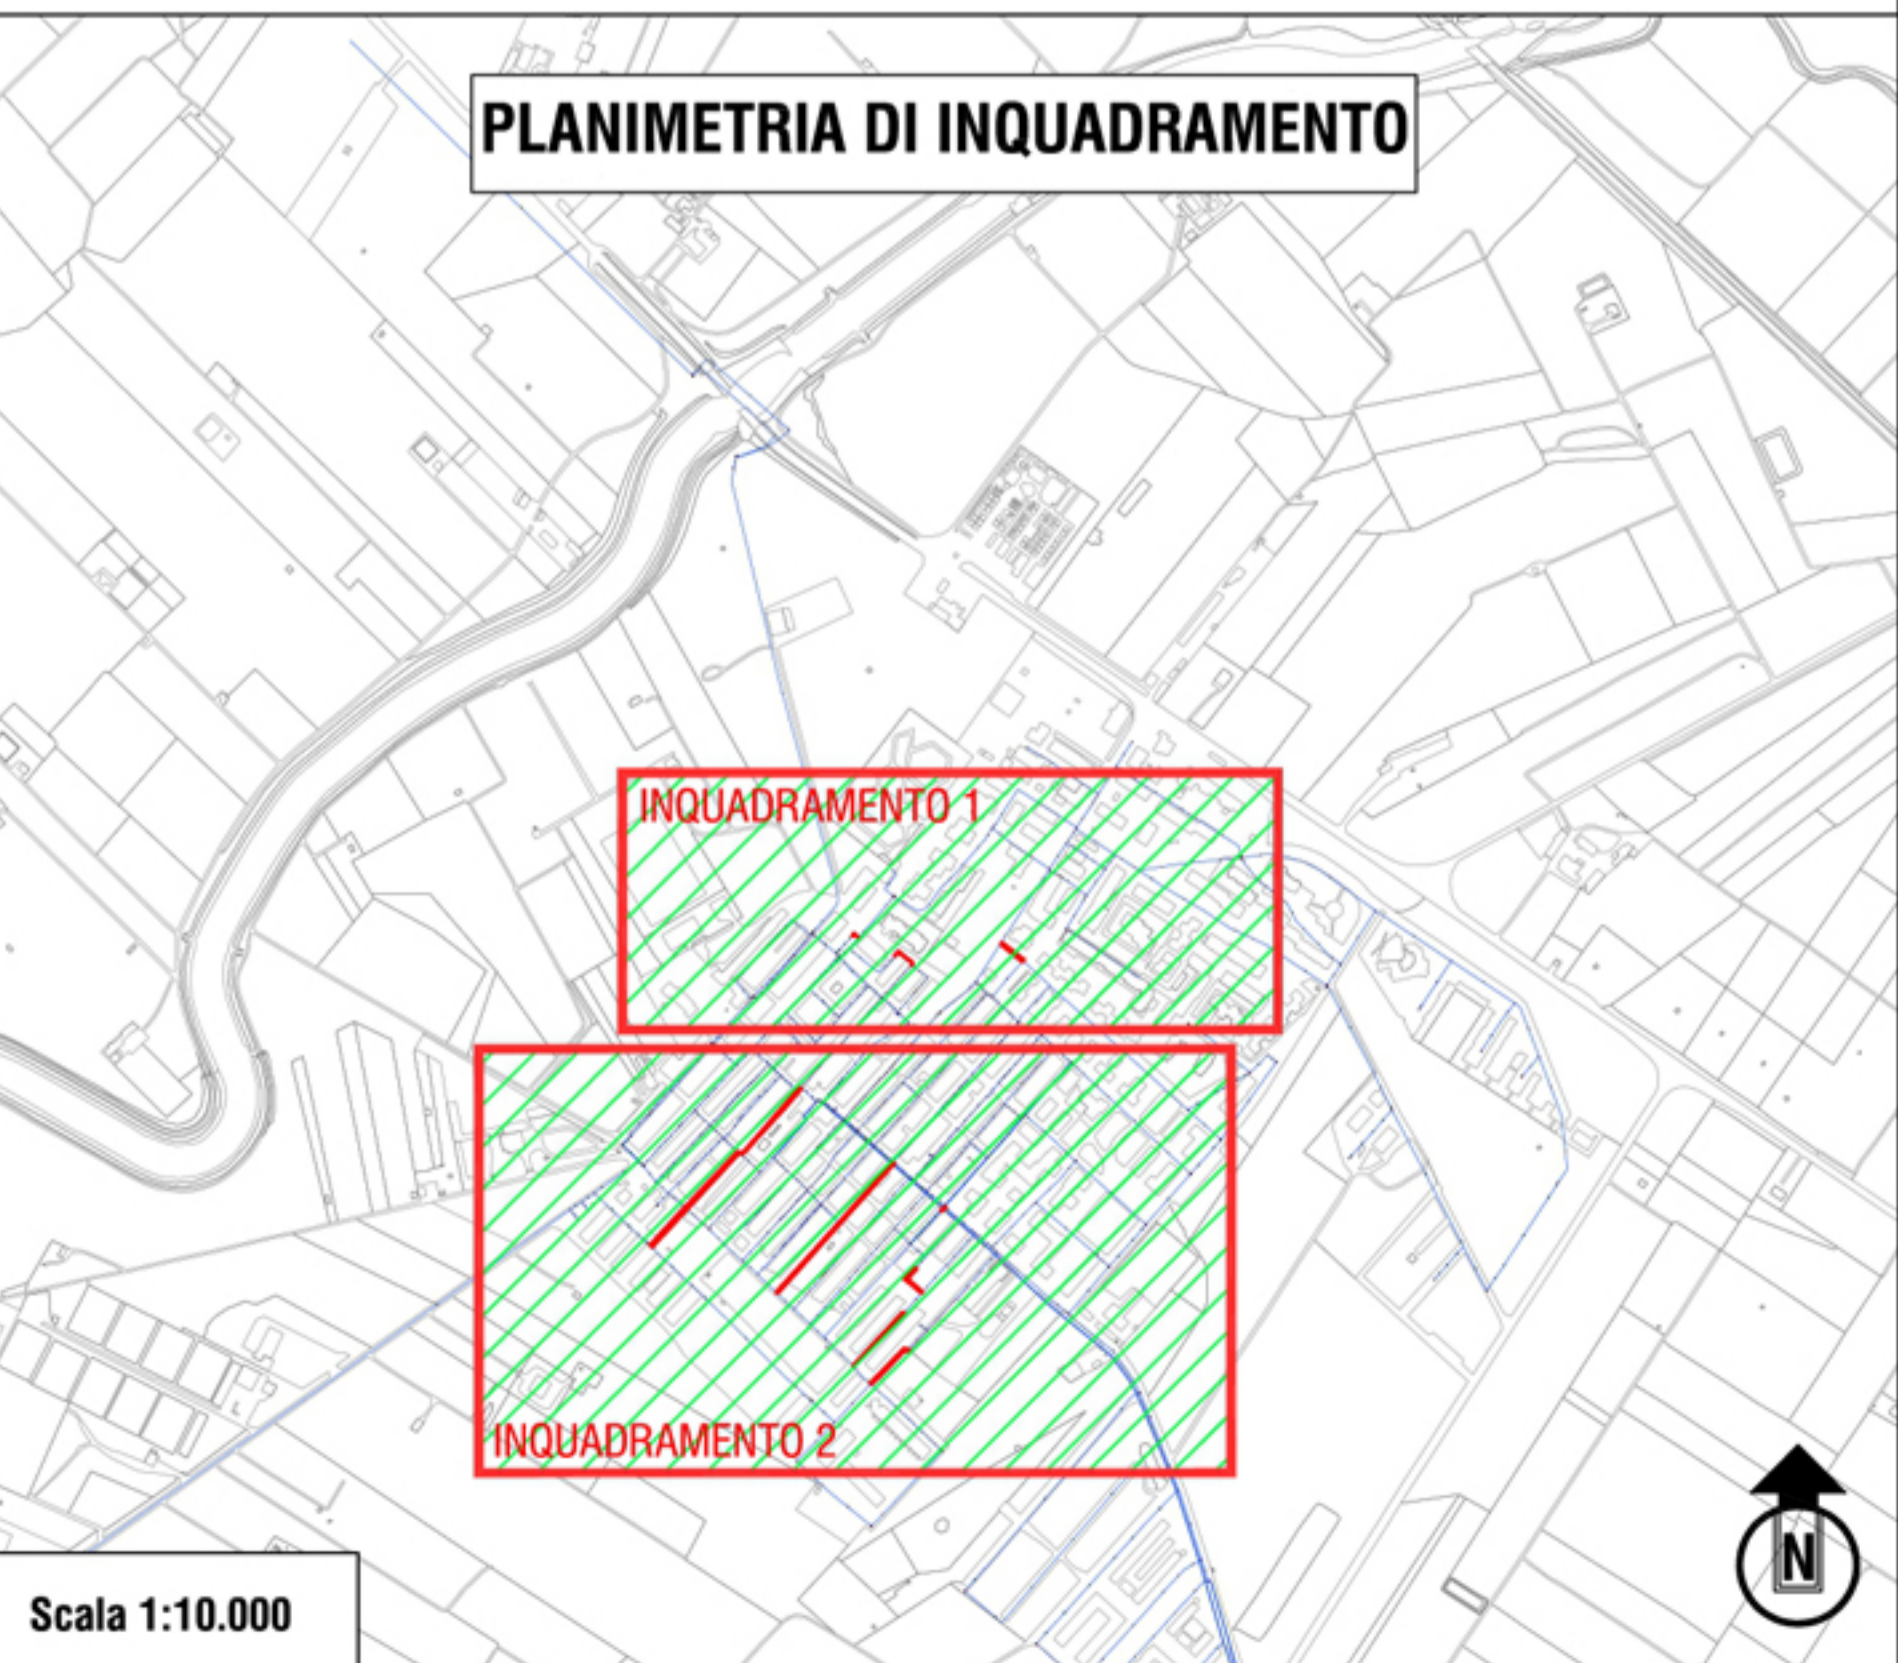 PLANIMETRIA DI INQUADRAMENTO
INQUADRAMENTO 1
INQUADRAMENTO 2
Scala 1:10.000
N